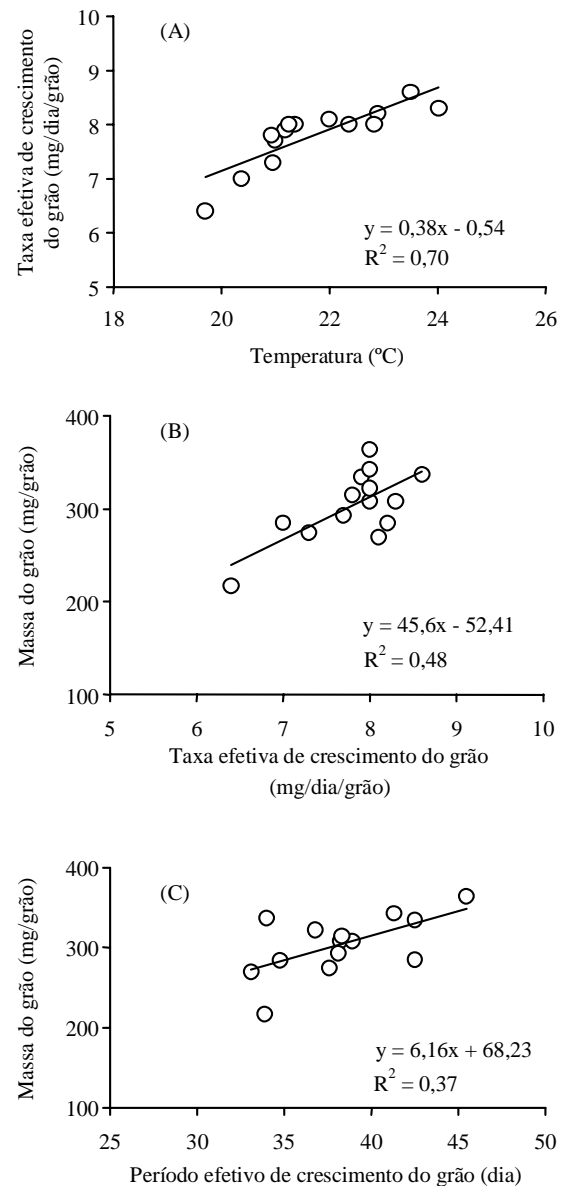 (A)
Taxa efetiva de crescimento
do grão (mg/dia/grão)
10
9
8
7
6
5
y = 0,38x - 0,54
R² = 0,70
18 20 22 24 26
Temperatura (ºC)
(B)
Massa do grão (mg/grão)
400
300
200
100
y = 45,6x - 52,41
R² = 0,48
5 6 7 8 9 10
Taxa efetiva de crescimento do grão
(mg/dia/grão)
(C)
Massa do grão (mg/grão)
400
300
200
100
y = 6,16x + 68,23
R² = 0,37
25 30 35 40 45 50
Período efetivo de crescimento do grão (dia)